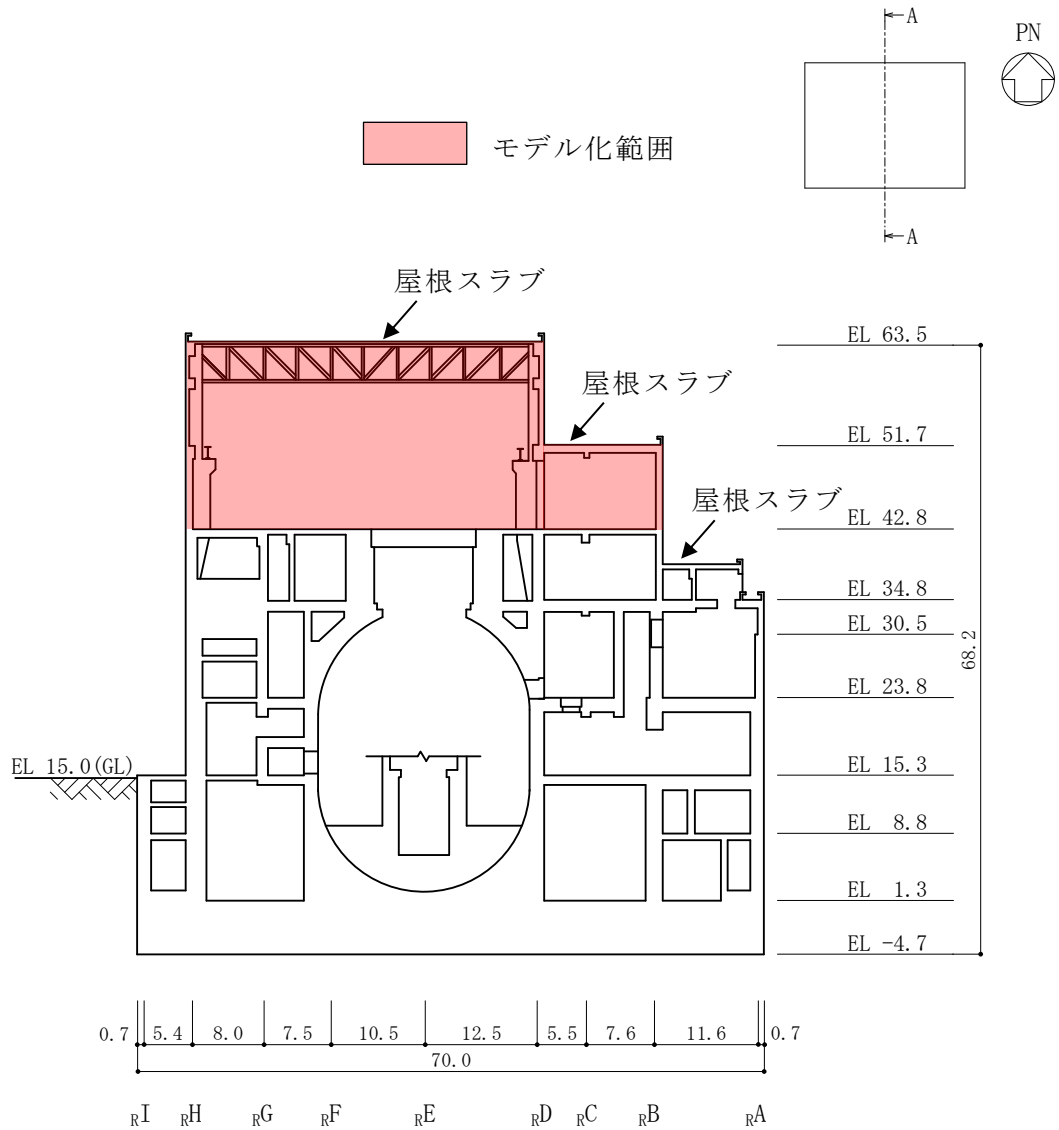 A
PN
モデル化範囲
A
屋根スラブ
EL 63.5
屋根スラブ
EL 51.7
屋根スラブ
EL 42.8
EL 34.8
EL 30.5
68.2
EL 23.8
EL 15.0(GL)
EL 15.3
EL 8.8
EL 1.3
EL -4.7
0.7 5.4 8.0 7.5 10.5 12.5 5.5 7.6 11.6 0.7
70.0
RI RH RG RF RE RD RC RB RA